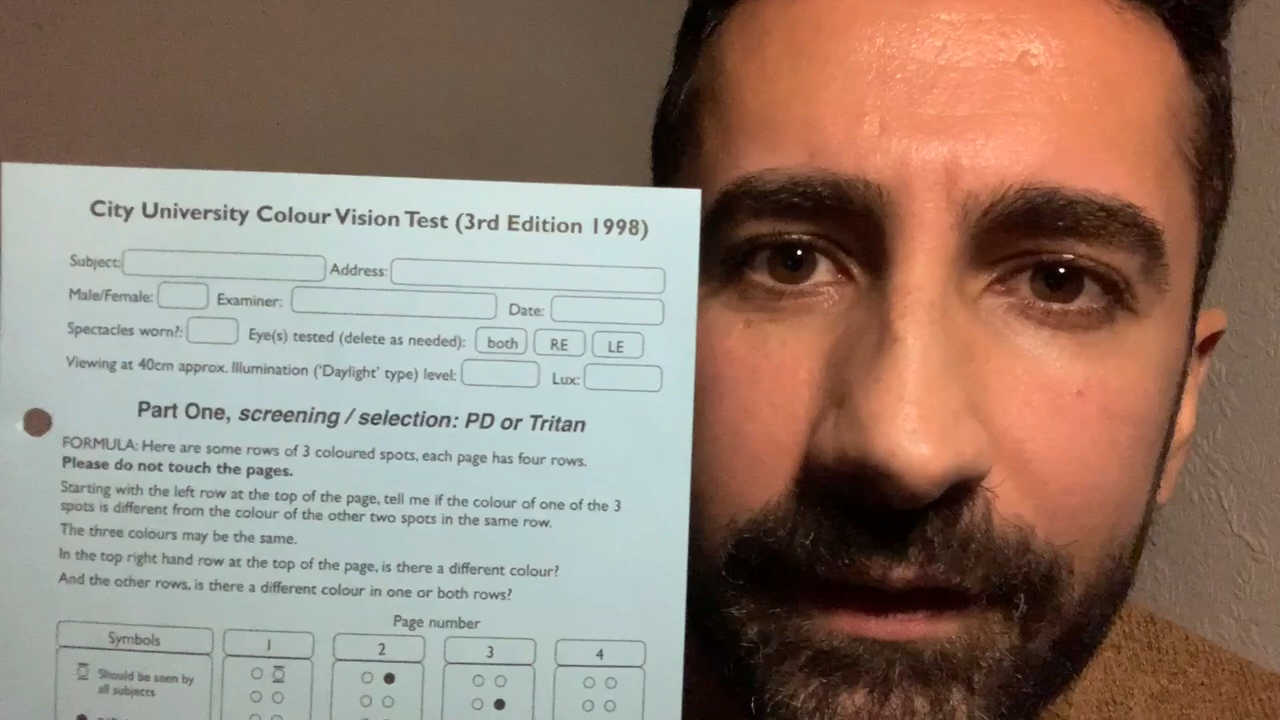 City University Colour Vision Test (3rd Edition 1998)
Subject: Address:
Male/Female: Examiner: Date:
Spectacles worn?: Eye(s) tested (delete as needed): both RE LE
Viewing at 40cm approx. Illumination ('Daylight' type) level: Lux:
Part One, screening / selection: PD or Tritan
FORMULA: Here are some rows of 3 coloured spots, each page has four rows.
Please do not touch the pages.
Starting with the left row at the top of the page, tell me if the colour of one of the 3
spots is different from the colour of the other two spots in the same row.
The three colours may be the same.
In the top right hand row at the top of the page, is there a different colour?
And the other rows, is there a different colour in one or both rows?
Page number
Symbols 1 2 3 4
Should be seen by
all subjects